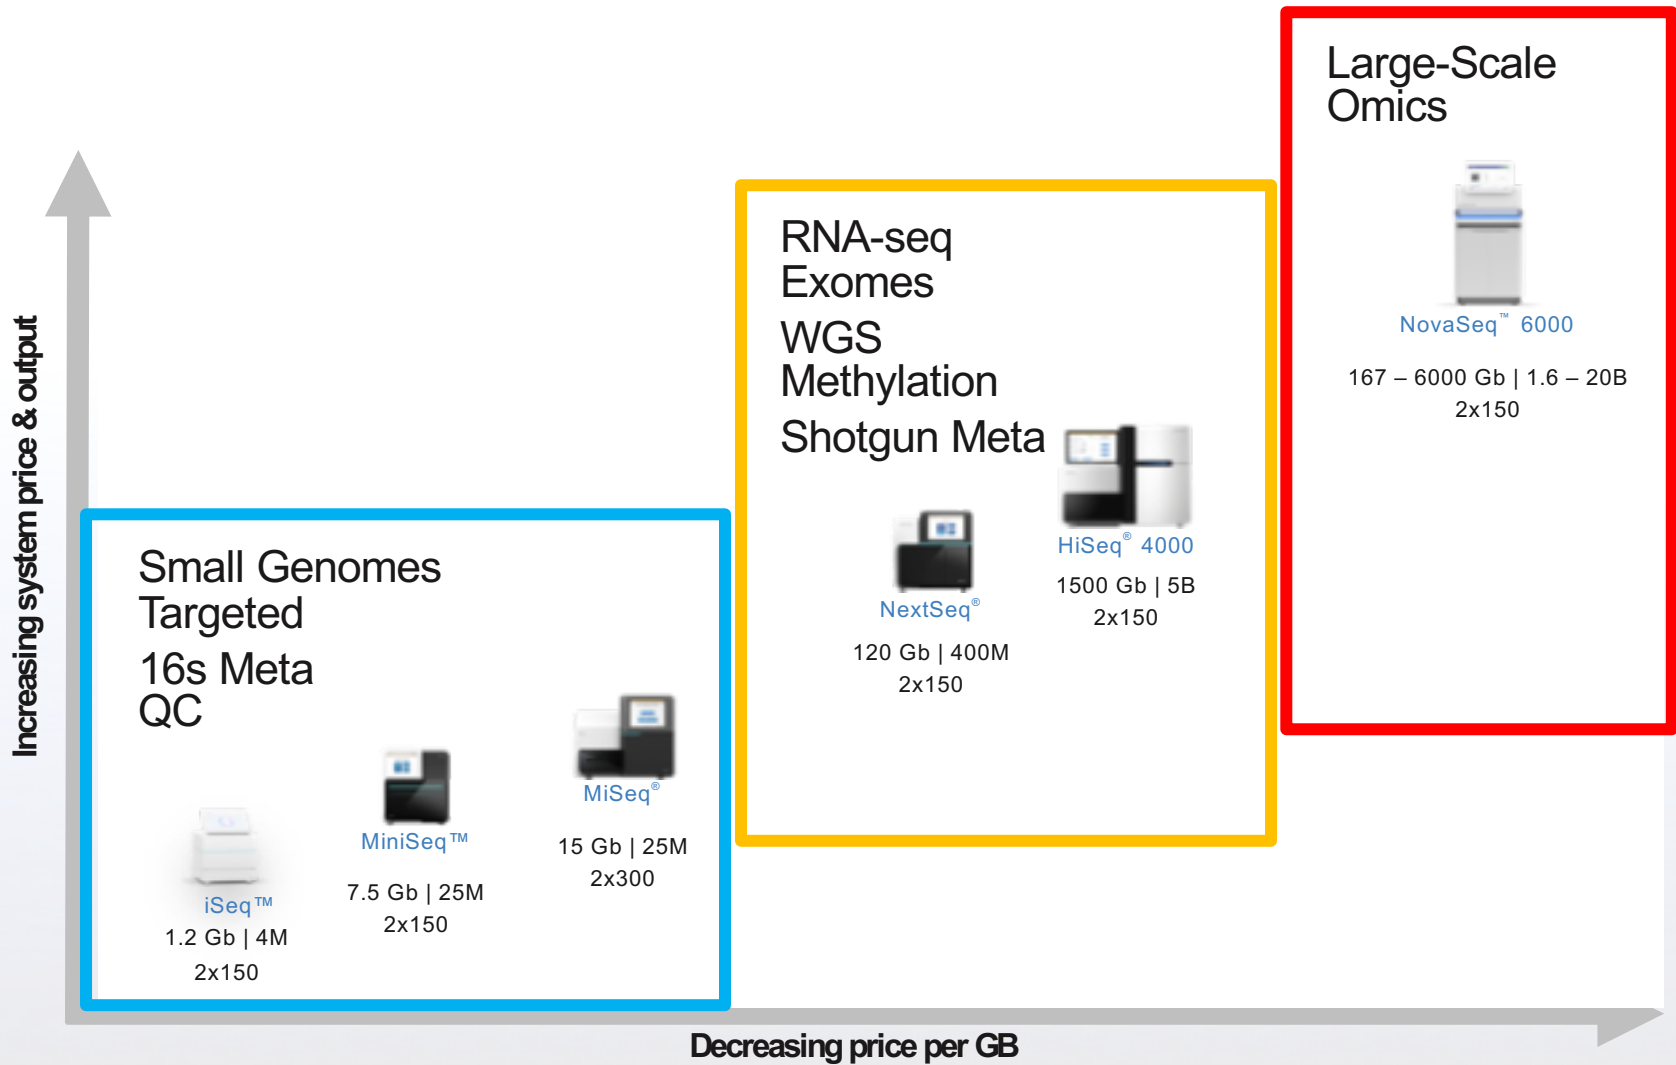 Large-Scale
Omics
NovaSeq™ 6000
167 – 6000 Gb | 1.6 – 20B
2x150
RNA-seq
Exomes
WGS
Methylation
Shotgun Meta
HiSeq® 4000
1500 Gb | 5B
2x150
NextSeq®
120 Gb | 400M
2x150
Small Genomes
Targeted
16s Meta
QC
MiSeq®
15 Gb | 25M
2x300
MiniSeq™
7.5 Gb | 25M
2x150
iSeq™
1.2 Gb | 4M
2x150
Increasing system price & output
Decreasing price per GB